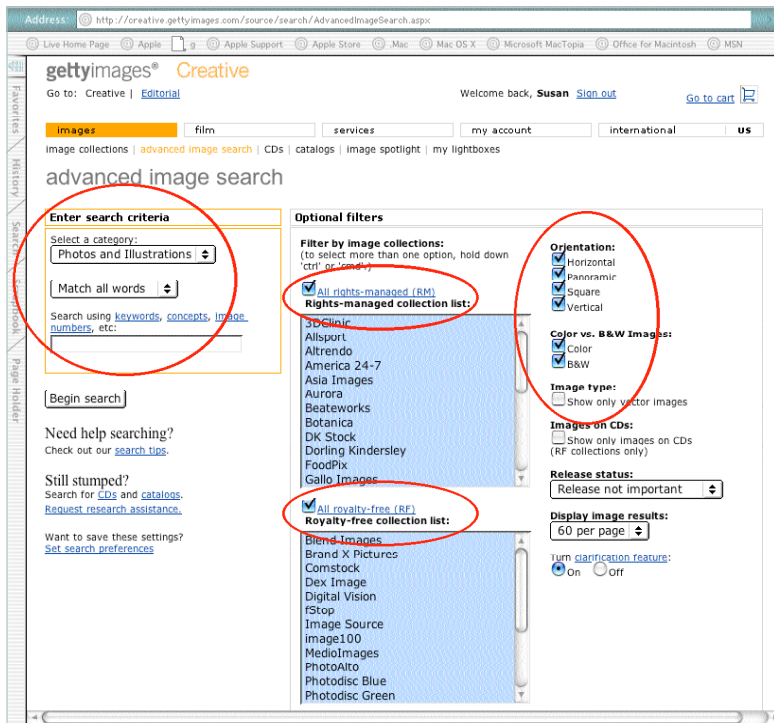 Address: http://creative.gettyimages.com/source/search/AdvancedImageSearch.aspx
Live Home Page Apple g Apple Support Apple Store .Mac Mac OS X Microsoft MacTopia Office for Macintosh MSN
Favorites
History
Search
Scrapbook
Page Holder
gettyimages® Creative
Go to: Creative | Editorial
Welcome back, Susan Sign out
Go to cart
images film services my account international US
image collections | advanced image search | CDs | catalogs | image spotlight | my lightboxes
advanced image search
Enter search criteria
Select a category:
Photos and Illustrations
Match all words
Search using keywords, concepts, image
numbers, etc:
Begin search
Need help searching?
Check out our search tips.
Still stumped?
Search for CDs and catalogs.
Request research assistance.
Want to save these settings?
Set search preferences
Optional filters
Filter by image collections:
(to select more than one option, hold down
'ctrl' or 'cmd'.)
All rights-managed (RM)
Rights-managed collection list:
3DClinic
Allsport
Altrendo
America 24-7
Asia Images
Aurora
Beateworks
Botanica
DK Stock
Dorling Kindersley
FoodPix
Gallo Images
All royalty-free (RF)
Royalty-free collection list:
Blend Images
Brand X Pictures
Comstock
Dex Image
Digital Vision
fStop
Image Source
image100
MedioImages
PhotoAlto
Photodisc Blue
Photodisc Green
Orientation:
Horizontal
Panoramic
Square
Vertical
Color vs. B&W Images:
Color
B&W
Image type:
Show only vector images
Images on CDs:
Show only images on CDs
(RF collections only)
Release status:
Release not important
Display image results:
60 per page
Turn clarification feature:
On Off